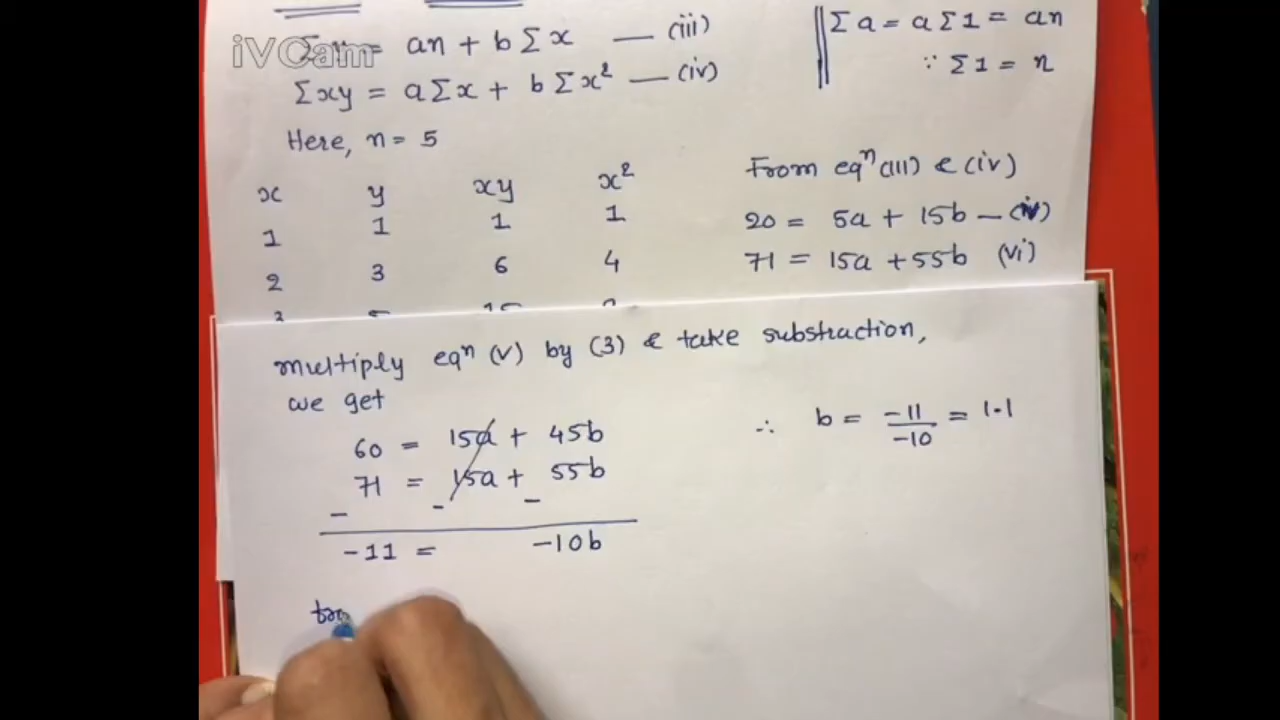 iVCam
= an + b Σx — (iii)
Σxy = aΣx + bΣx² — (iv)
Σa = aΣ1 = an
∵ Σ1 = n
Here, n = 5
x y xy x²
1 1 1 1
2 3 6 4
From eqⁿ (III) & (iv)
20 = 5a + 15b —
71 = 15a + 55b (vi)
multiply eqⁿ (v) by (3) & take substraction,
we get
60 = 15a + 45b
71 = 15a + 55b
- - -
-11 = -10b
∴ b = -11/-10 = 1.1